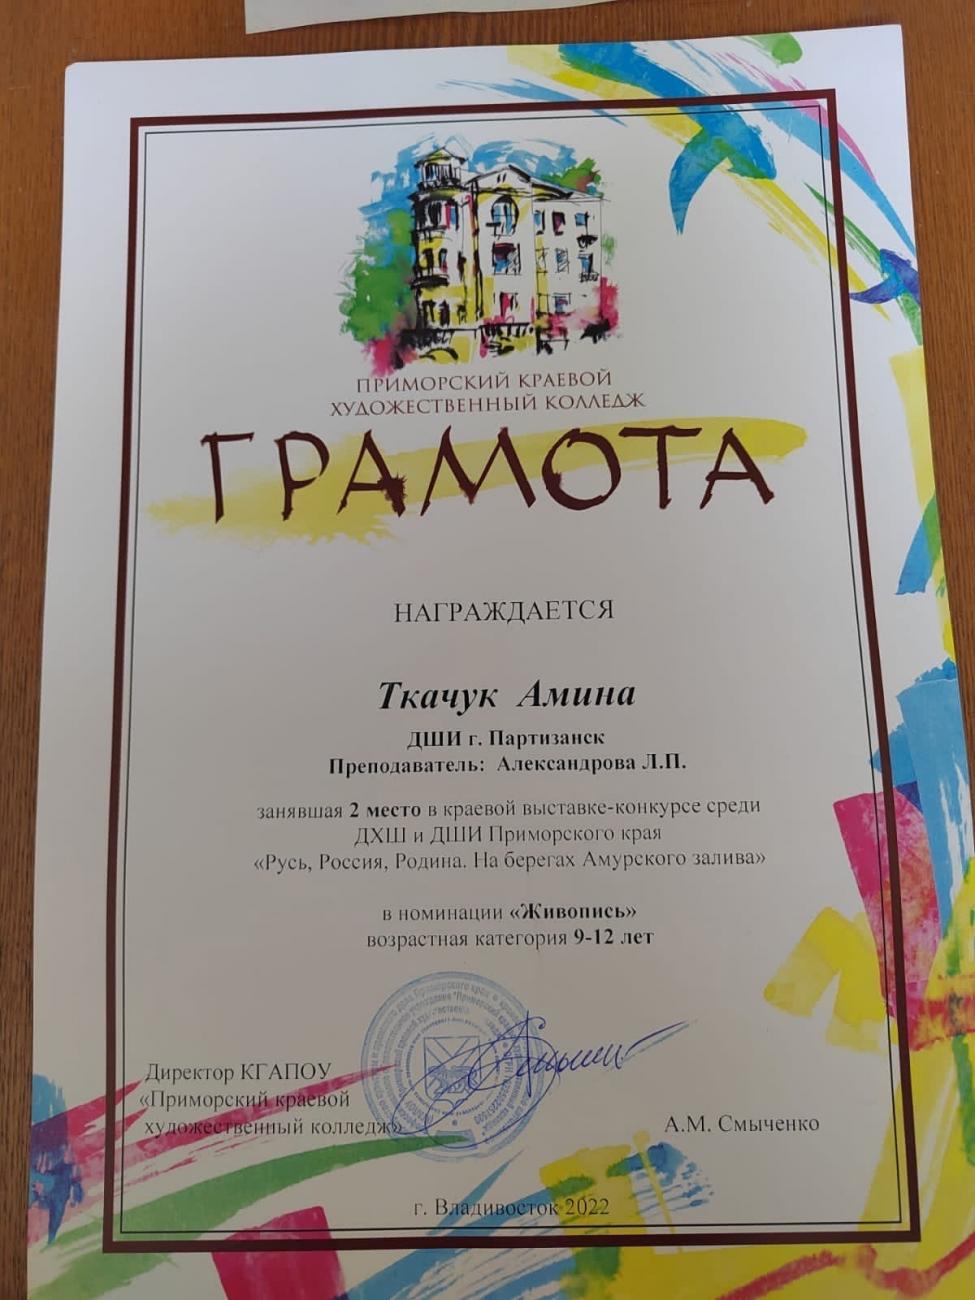 ПРИМОРСКИЙ КРАЕВОЙ
ХУДОЖЕСТВЕННЫЙ КОЛЛЕДЖ
ГРАМОТА
НАГРАЖДАЕТСЯ
Ткачук Амина
ДШИ г. Партизанск
Преподаватель: Александрова Л.П.
занявшая 2 место в краевой выставке-конкурсе среди
ДХШ и ДШИ Приморского края
«Русь, Россия, Родина. На берегах Амурского залива»
в номинации «Живопись»
возрастная категория 9-12 лет
Директор КГАПОУ
«Приморский краевой
художественный колледж»
А.М. Смыченко
г. Владивосток 2022